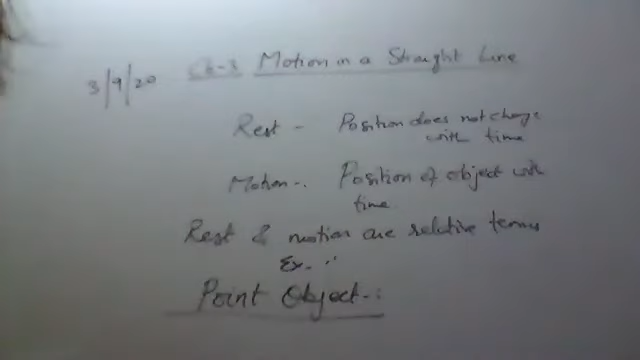 3/9/20 Ch-3 Motion in a Straight Line
Rest - Position does not change
with time
Motion -. Position of object with
time
Rest & motion are relative terms
Ex. :
Point Object -: